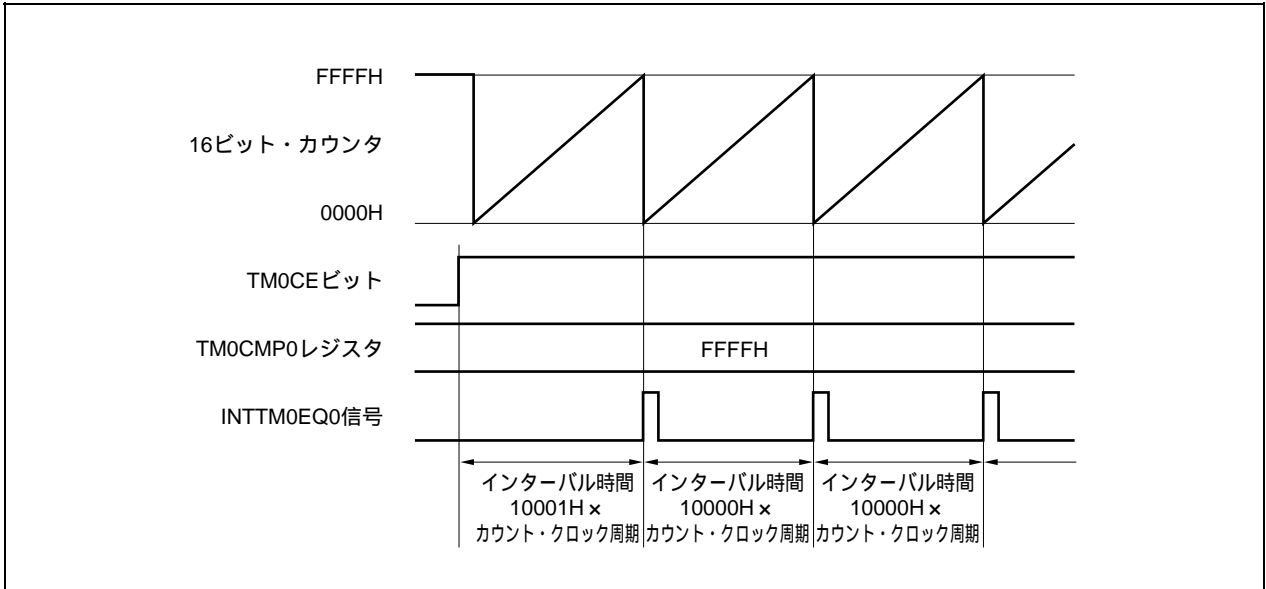 FFFFH
16ビット・カウンタ
0000H
TM0CEビット
TM0CMP0レジスタ
FFFFH
INTTM0EQ0信号
インターバル時間 インターバル時間 インターバル時間
10001H × 10000H × 10000H ×
カウント・クロック周期 カウント・クロック周期 カウント・クロック周期